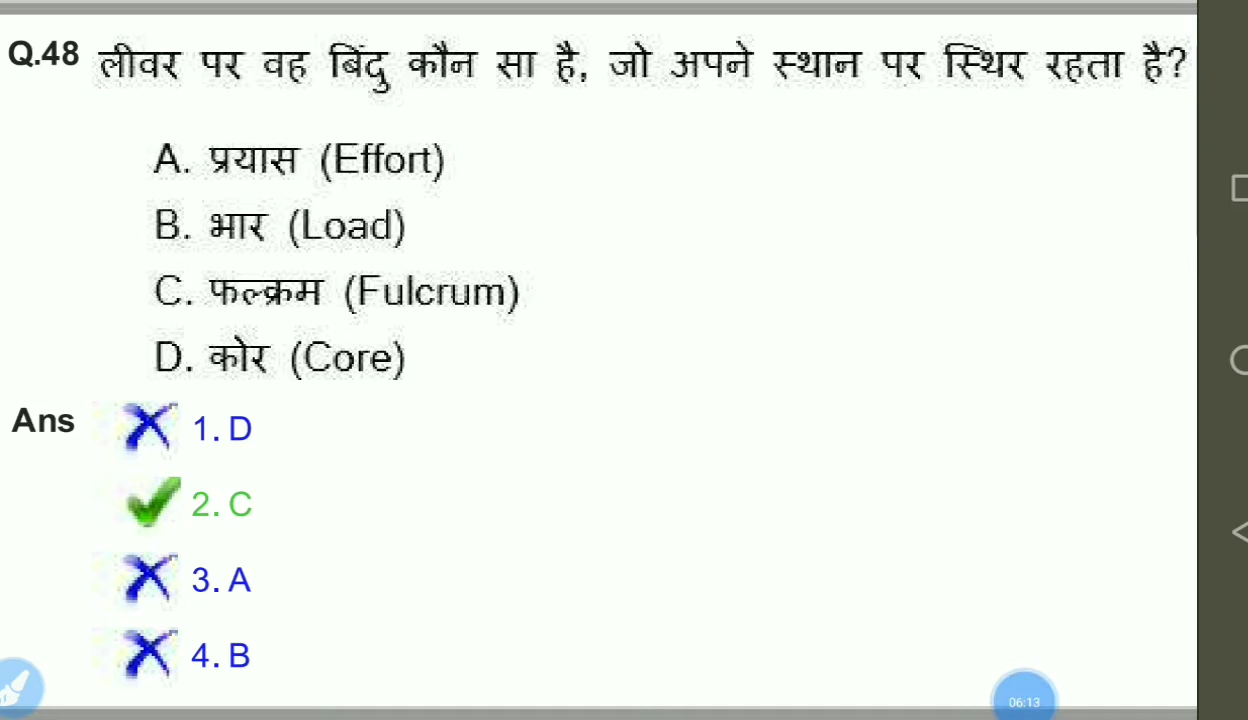 Q.48 लीवर पर वह बिंदु कौन सा है, जो अपने स्थान पर स्थिर रहता है?
A. प्रयास (Effort)
B. भार (Load)
C. फल्क्रम (Fulcrum)
D. कोर (Core)
Ans 1. D
2. C
3. A
4. B
06:13